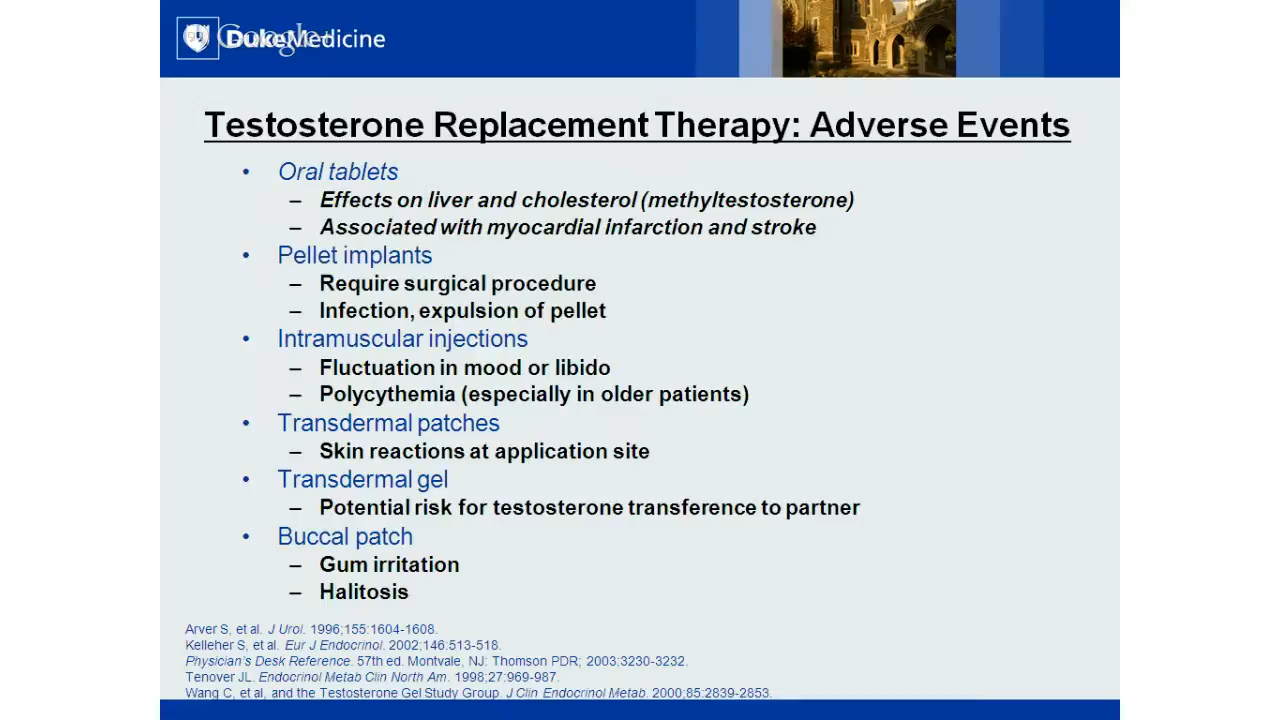 Google+
DukeMedicine
Testosterone Replacement Therapy: Adverse Events
• Oral tablets
– Effects on liver and cholesterol (methyltestosterone)
– Associated with myocardial infarction and stroke
• Pellet implants
– Require surgical procedure
– Infection, expulsion of pellet
• Intramuscular injections
– Fluctuation in mood or libido
– Polycythemia (especially in older patients)
• Transdermal patches
– Skin reactions at application site
• Transdermal gel
– Potential risk for testosterone transference to partner
• Buccal patch
– Gum irritation
– Halitosis
Arver S, et al. J Urol. 1996;155:1604-1608.
Kelleher S, et al. Eur J Endocrinol. 2002;146:513-518.
Physician's Desk Reference. 57th ed. Montvale, NJ: Thomson PDR; 2003;3230-3232.
Tenover JL. Endocrinol Metab Clin North Am. 1998;27:969-987.
Wang C, et al, and the Testosterone Gel Study Group. J Clin Endocrinol Metab. 2000;85:2839-2853.